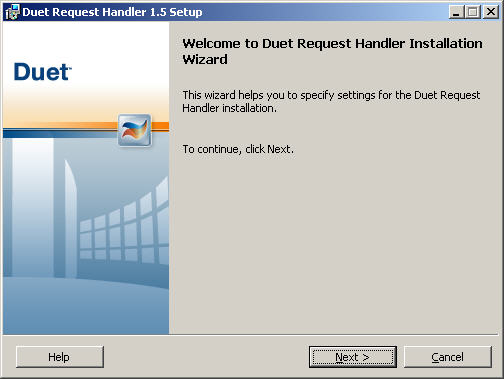 Duet Request Handler 1.5 Setup
Duet™
Welcome to Duet Request Handler Installation
Wizard
This wizard helps you to specify settings for the Duet Request
Handler installation.
To continue, click Next.
Help
Next >
Cancel